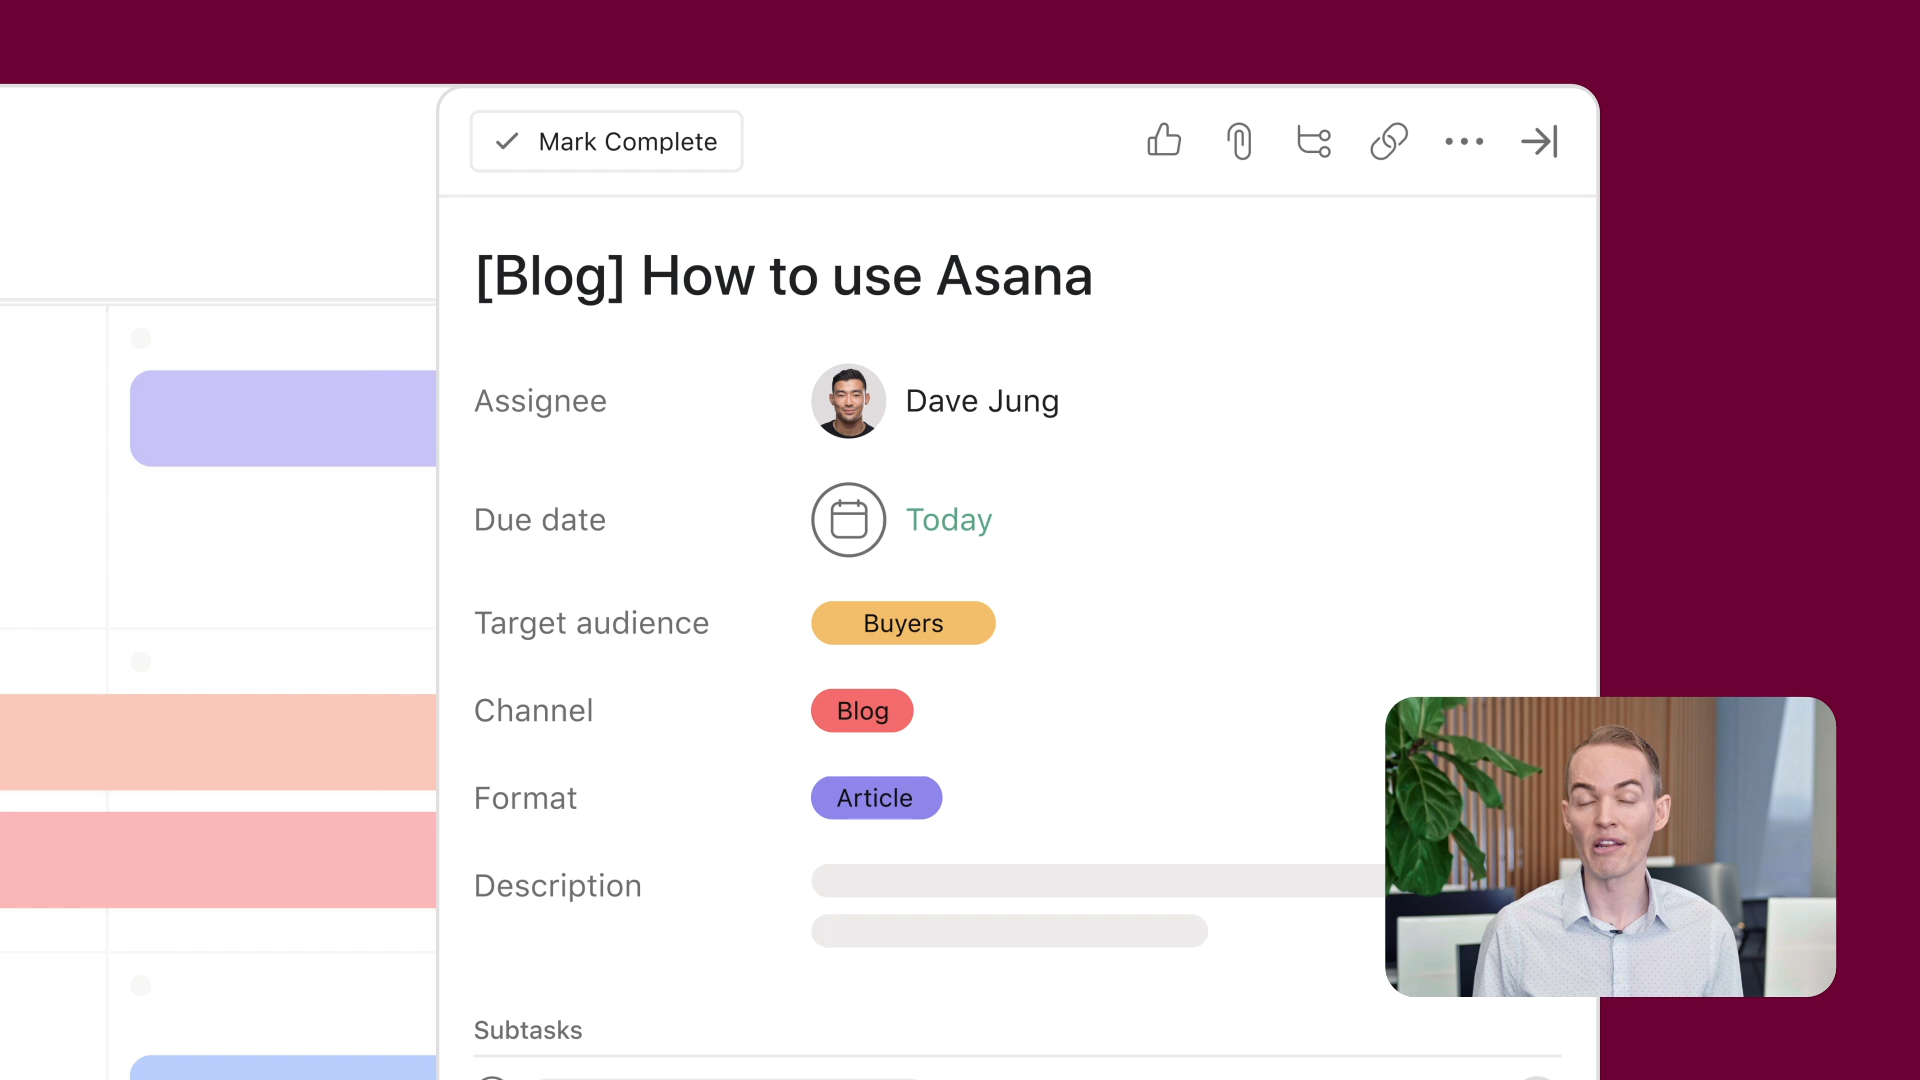 Mark Complete
[Blog] How to use Asana
Assignee
Dave Jung
Due date
Today
Target audience
Buyers
Channel
Blog
Format
Article
Description
Subtasks